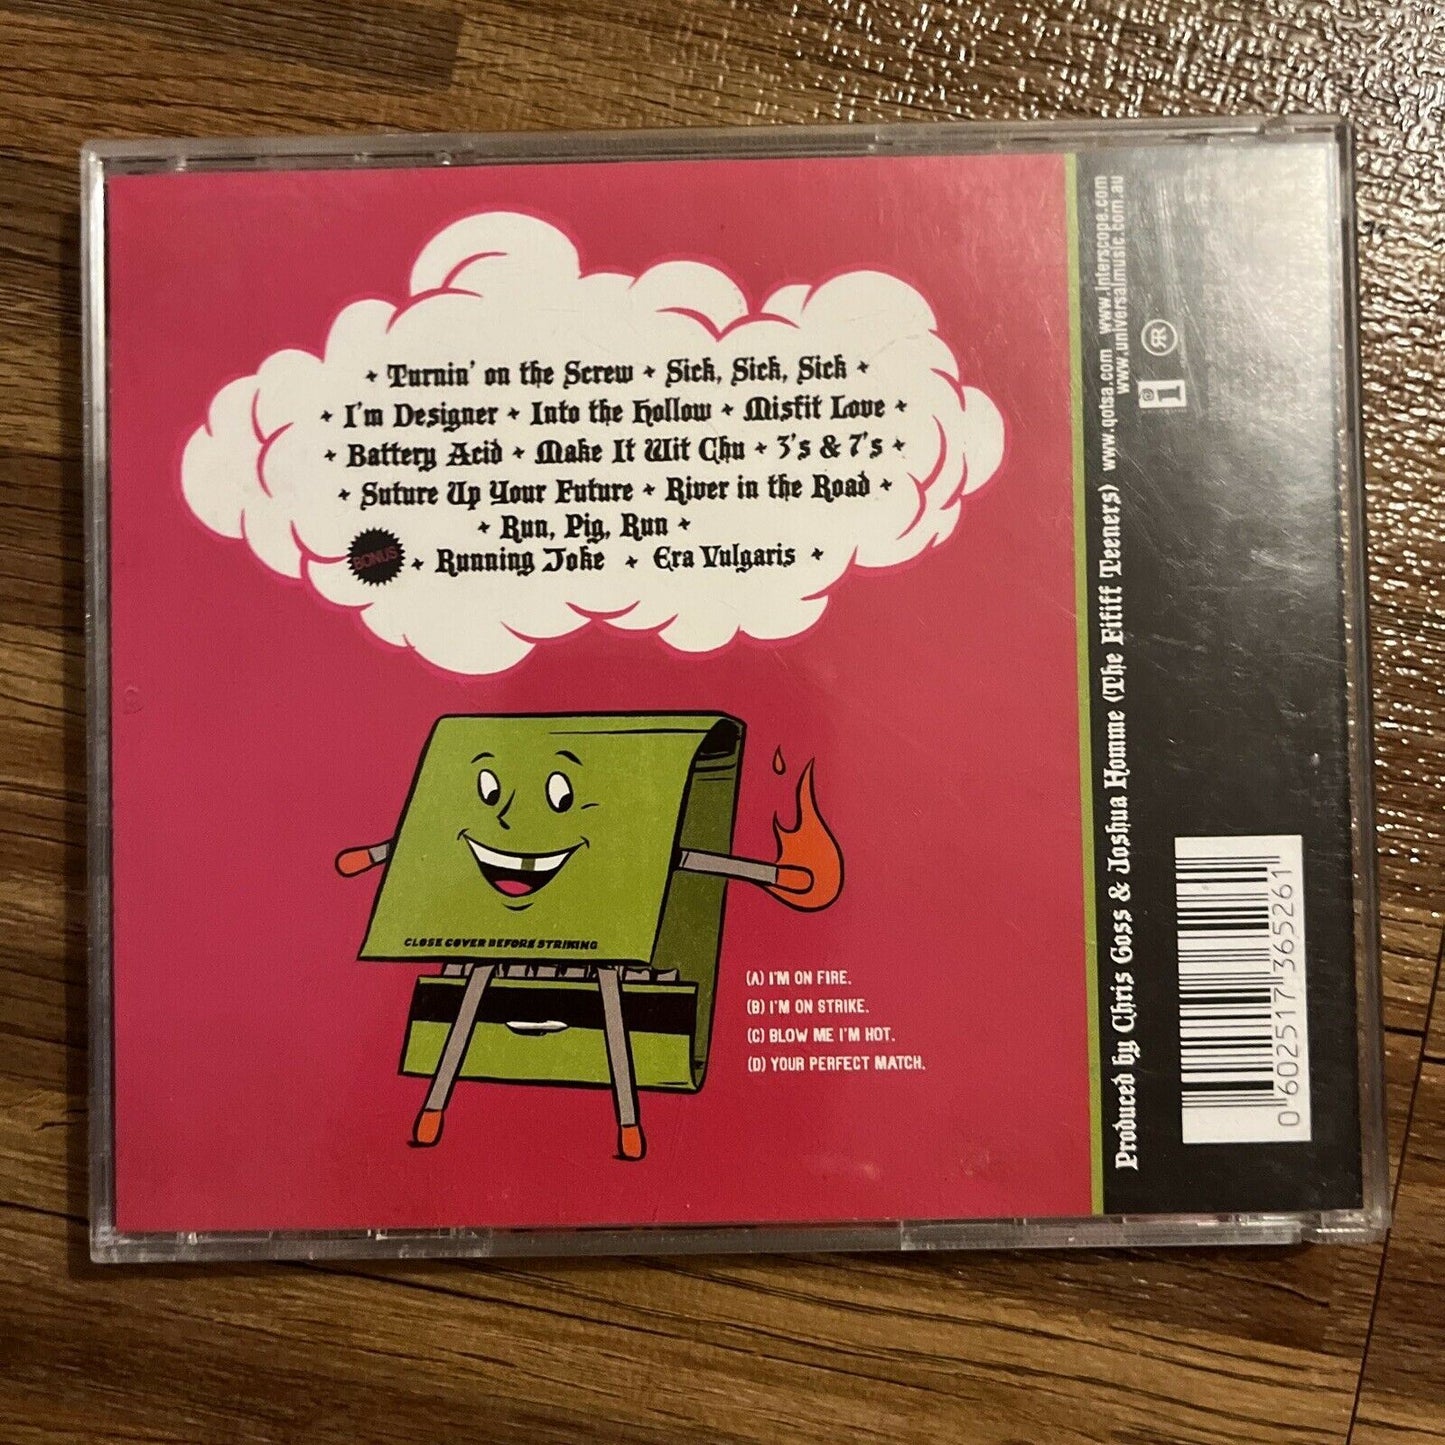 + Turnin' on the Screw + Sick, Sick, Sick +
+ I'm Designer + Into the Hollow + Misfit Love +
+ Battery Acid + Make It Wit Chu + 3's & 7's +
+ Suture Up Your Future + River in the Road +
+ Run, Pig, Run +
BONUS + Running Joke + Era Vulgaris +
CLOSE COVER BEFORE STRIKING
(A) I'M ON FIRE.
(B) I'M ON STRIKE.
(C) BLOW ME I'M HOT.
(D) YOUR PERFECT MATCH.
Produced by Chris Goss & Joshua Homme (The Fififf Teeners)
www.qotsa.com www.interscope.com
www.universalmusic.com.au
i
RR
0 602517 365261